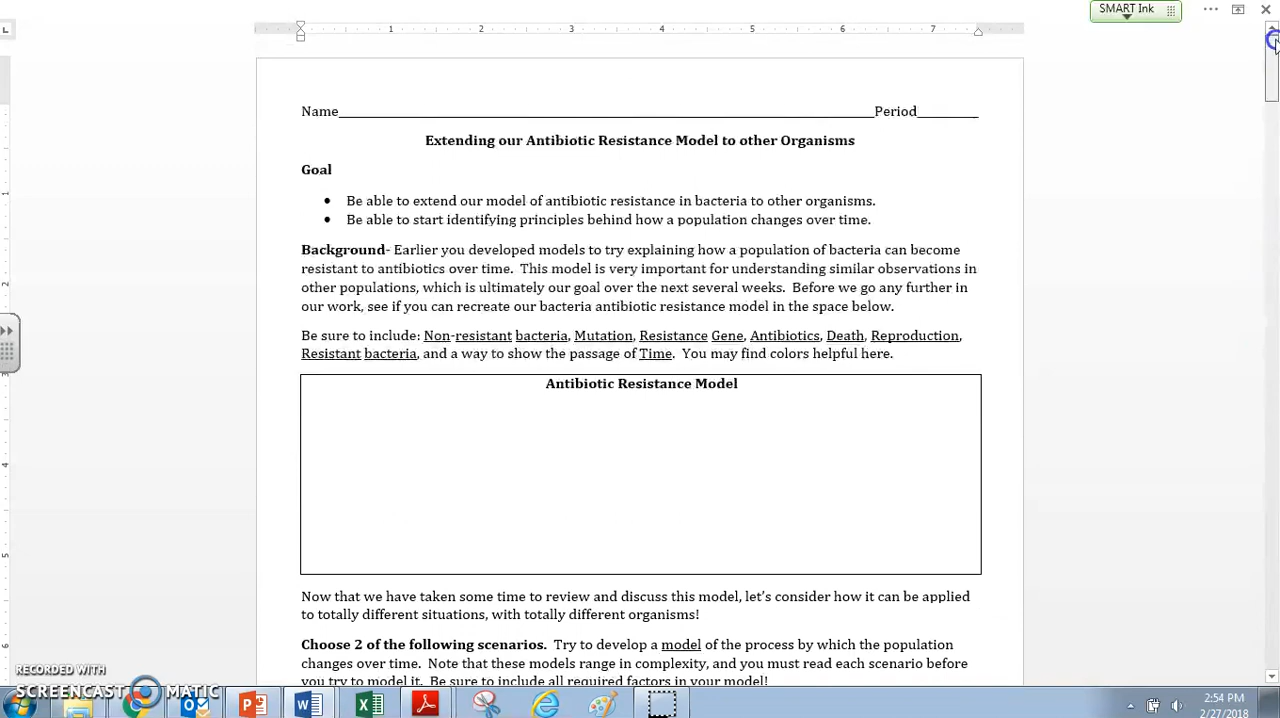 SMART Ink
1 2 3 4 5 6 7
Name Period
Extending our Antibiotic Resistance Model to other Organisms
Goal
• Be able to extend our model of antibiotic resistance in bacteria to other organisms.
• Be able to start identifying principles behind how a population changes over time.
Background- Earlier you developed models to try explaining how a population of bacteria can become
resistant to antibiotics over time. This model is very important for understanding similar observations in
other populations, which is ultimately our goal over the next several weeks. Before we go any further in
our work, see if you can recreate our bacteria antibiotic resistance model in the space below.
Be sure to include: Non-resistant bacteria, Mutation, Resistance Gene, Antibiotics, Death, Reproduction,
Resistant bacteria, and a way to show the passage of Time. You may find colors helpful here.
Antibiotic Resistance Model
Now that we have taken some time to review and discuss this model, let's consider how it can be applied
to totally different situations, with totally different organisms!
Choose 2 of the following scenarios. Try to develop a model of the process by which the population
changes over time. Note that these models range in complexity, and you must read each scenario before
you try to model it. Be sure to include all required factors in your model!
RECORDED WITH
SCREENCAST MATIC
2:54 PM
2/27/2018